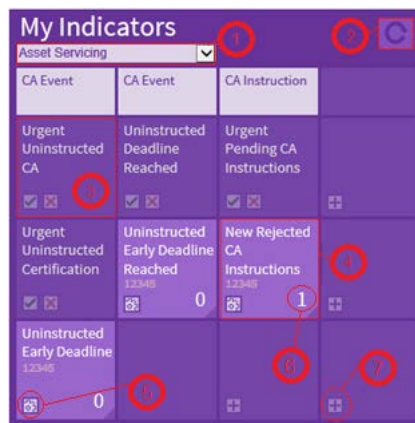 My Indicators
1
2
Asset Servicing
CA Event
CA Event
CA Instruction
Urgent
Uninstructed
CA
3
Uninstructed
Deadline
Reached
Urgent
Pending CA
Instructions
Urgent
Uninstructed
Certification
Uninstructed
Early Deadline
Reached
12345
0
New Rejected
CA
Instructions
12345
1
4
6
7
Uninstructed
Early Deadline
12345
0
5